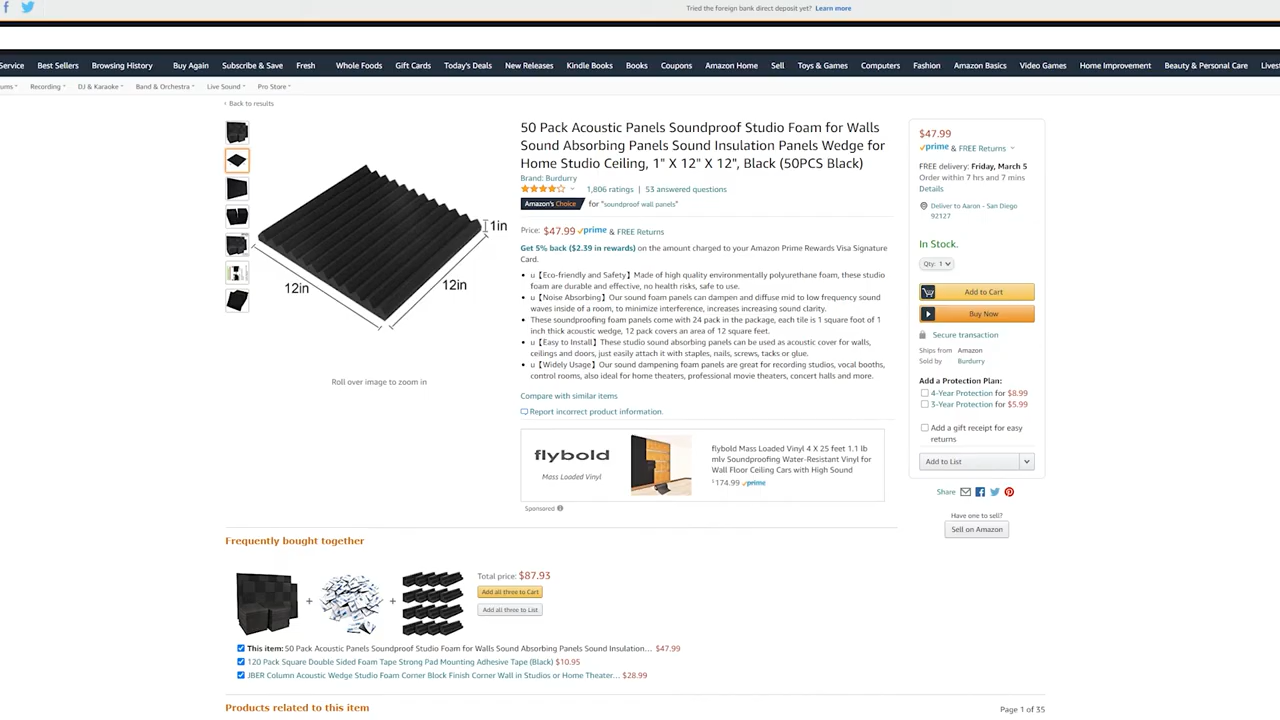 Tried the foreign bank direct deposit yet? Learn more
Service Best Sellers Browsing History Buy Again Subscribe & Save Fresh Whole Foods Gift Cards Today's Deals New Releases Kindle Books Books Coupons Amazon Home Sell Toys & Games Computers Fashion Amazon Basics Video Games Home Improvement Beauty & Personal Care
Recording DJ & Karaoke Band & Orchestra Live Sound Pro Store
‹ Back to results
50 Pack Acoustic Panels Soundproof Studio Foam for Walls
Sound Absorbing Panels Sound Insulation Panels Wedge for
Home Studio Ceiling, 1" X 12" X 12", Black (50PCS Black)
Brand: Burdurry
1,806 ratings | 53 answered questions
Amazon's Choice for "soundproof wall panels"
Price: $47.99 prime & FREE Returns
Get 5% back ($2.39 in rewards) on the amount charged to your Amazon Prime Rewards Visa Signature
Card.
• u【Eco-friendly and Safety】Made of high quality environmentally polyurethane foam, these studio
foam are durable and effective, no health risks, safe to use.
• u【Noise Absorbing】Our sound foam panels can dampen and diffuse mid to low frequency sound
waves inside of a room, to minimize interference, increases increasing sound clarity.
• These soundproofing foam panels come with 24 pack in the package, each tile is 1 square foot of 1
inch thick acoustic wedge, 12 pack covers an area of 12 square feet.
• u【Easy to Install】These studio sound absorbing panels can be used as acoustic cover for walls,
ceilings and doors, just easily attach it with staples, nails, screws, tacks or glue.
• u【Widely Usage】Our sound dampening foam panels are great for recording studios, vocal booths,
control rooms, also ideal for home theaters, professional movie theaters, concert halls and more.
Compare with similar items
Report incorrect product information.
1in
12in
12in
Roll over image to zoom in
flybold
Mass Loaded Vinyl
flybold Mass Loaded Vinyl 4 X 25 feet 1.1 lb
mlv Soundproofing Water-Resistant Vinyl for
Wall Floor Ceiling Cars with High Sound
$174.99 prime
Sponsored
$47.99
prime & FREE Returns
FREE delivery: Friday, March 5
Order within 7 hrs and 7 mins
Details
Deliver to Aaron - San Diego
92127
In Stock.
Qty: 1
Add to Cart
Buy Now
Secure transaction
Ships from Amazon
Sold by Burdurry
Add a Protection Plan:
4-Year Protection for $8.99
3-Year Protection for $5.99
Add a gift receipt for easy
returns
Add to List
Share
Have one to sell?
Sell on Amazon
Frequently bought together
+
+
Total price: $87.93
Add all three to Cart
Add all three to List
This item: 50 Pack Acoustic Panels Soundproof Studio Foam for Walls Sound Absorbing Panels Sound Insulation… $47.99
120 Pack Square Double Sided Foam Tape Strong Pad Mounting Adhesive Tape (Black) $10.95
JBER Column Acoustic Wedge Studio Foam Corner Block Finish Corner Wall in Studios or Home Theater… $28.99
Products related to this item
Page 1 of 35